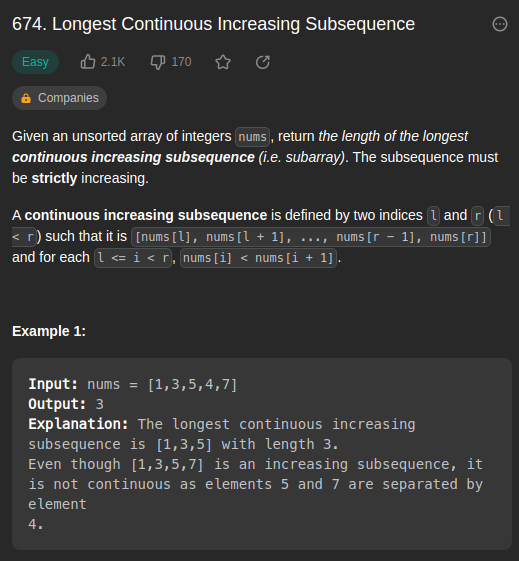 674. Longest Continuous Increasing Subsequence
Easy 2.1K 170
Companies
Given an unsorted array of integers nums, return the length of the longest
continuous increasing subsequence (i.e. subarray). The subsequence must
be strictly increasing.
A continuous increasing subsequence is defined by two indices l and r (l
< r) such that it is [nums[l], nums[l + 1], ..., nums[r - 1], nums[r]]
and for each l <= i < r, nums[i] < nums[i + 1].
Example 1:
Input: nums = [1,3,5,4,7]
Output: 3
Explanation: The longest continuous increasing
subsequence is [1,3,5] with length 3.
Even though [1,3,5,7] is an increasing subsequence, it
is not continuous as elements 5 and 7 are separated by
element
4.